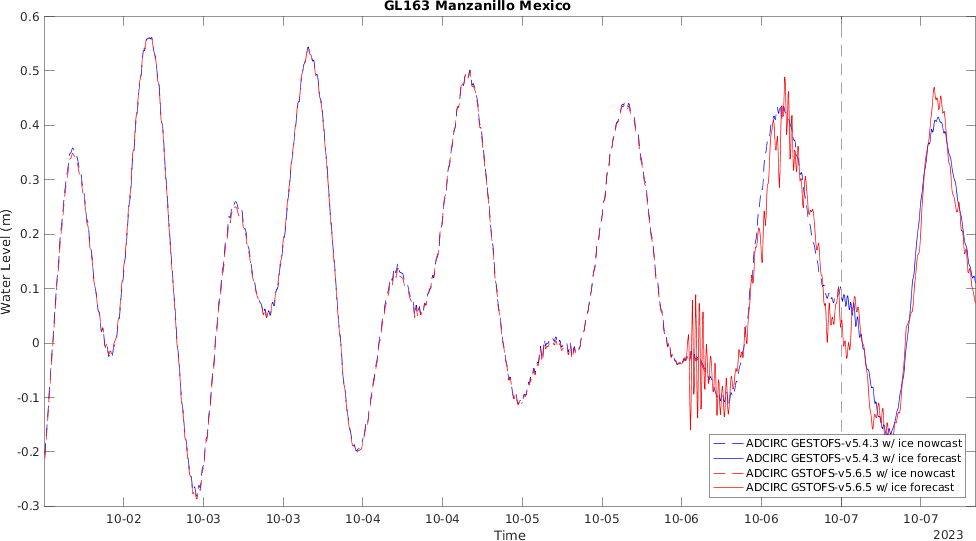 GL163 Manzanillo Mexico
Water Level (m)
0.6
0.5
0.4
0.3
0.2
0.1
0
-0.1
-0.2
-0.3
ADCIRC GESTOFS-v5.4.3 w/ ice nowcast
ADCIRC GESTOFS-v5.4.3 w/ ice forecast
ADCIRC GSTOFS-v5.6.5 w/ ice nowcast
ADCIRC GSTOFS-v5.6.5 w/ ice forecast
10-02 10-03 10-03 10-04 10-04 10-05 10-05 10-06 10-06 10-07 10-07
2023
Time